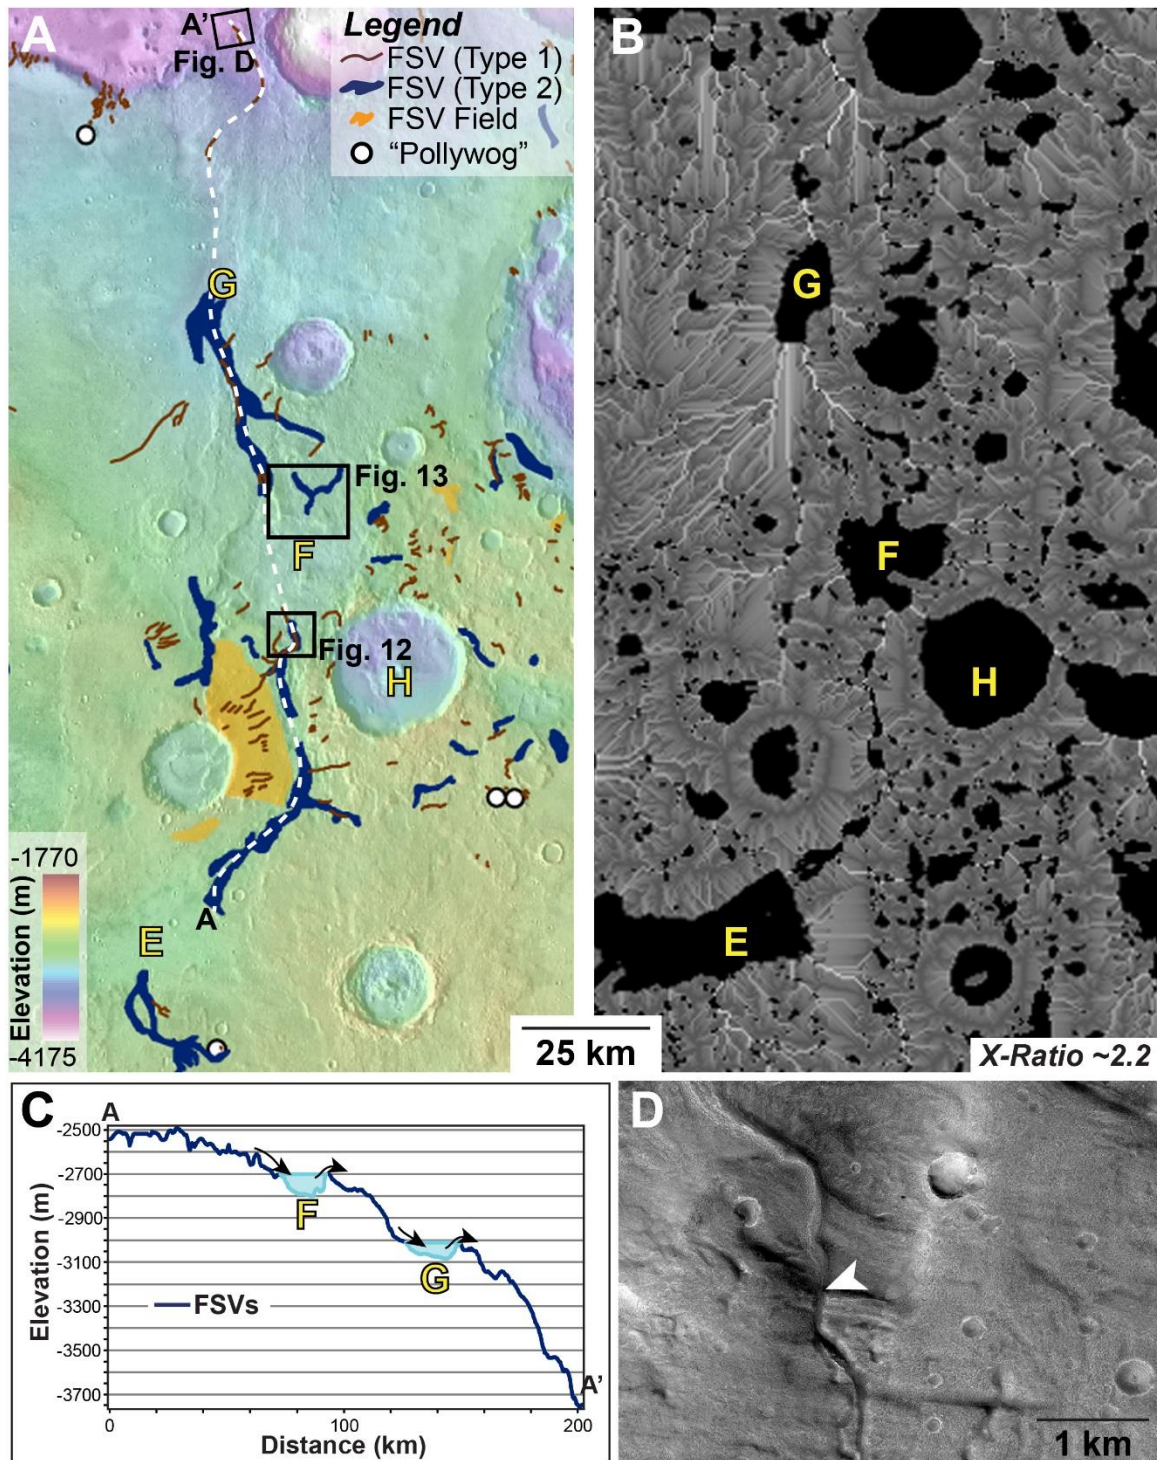 A
A'
Fig. D
Legend
FSV (Type 1)
FSV (Type 2)
FSV Field
“Pollywog”
G
Fig. 13
F
Fig. 12
H
A
E
-1770
Elevation (m)
-4175
25 km
B
G
F
H
E
X-Ratio ~2.2
C
A
-2500
-2700
-2900
-3100
-3300
-3500
-3700
Elevation (m)
F
G
FSVs
A'
0
100
200
Distance (km)
D
1 km